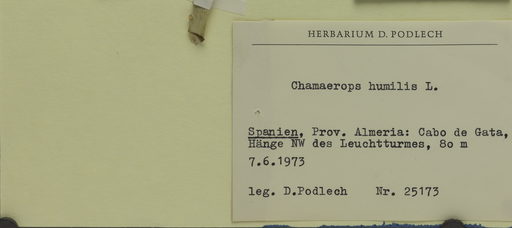 HERBARIUM D. PODLECH
Chamaerops humilis L.
Spanien, Prov. Almeria: Cabo de Gata,
Hänge NW des Leuchtturmes, 80 m
7.6.1973
leg. D.Podlech Nr. 25173